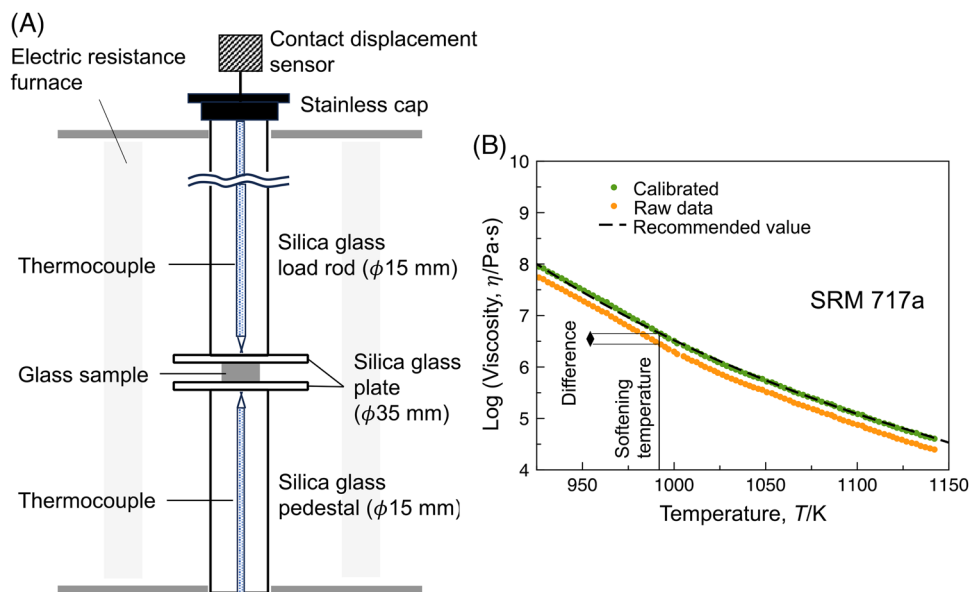 (A)
Contact displacement
sensor
Electric resistance
furnace
Stainless cap
Silica glass
load rod (ϕ15 mm)
Thermocouple
Glass sample
Silica glass
plate
(ϕ35 mm)
Thermocouple
Silica glass
pedestal (ϕ15 mm)
(B)
10
9
8
7
6
5
4
Log (Viscosity, η/Pa·s)
Calibrated
Raw data
Recommended value
SRM 717a
Difference
Softening
temperature
950
1000
1050
1100
1150
Temperature, T/K